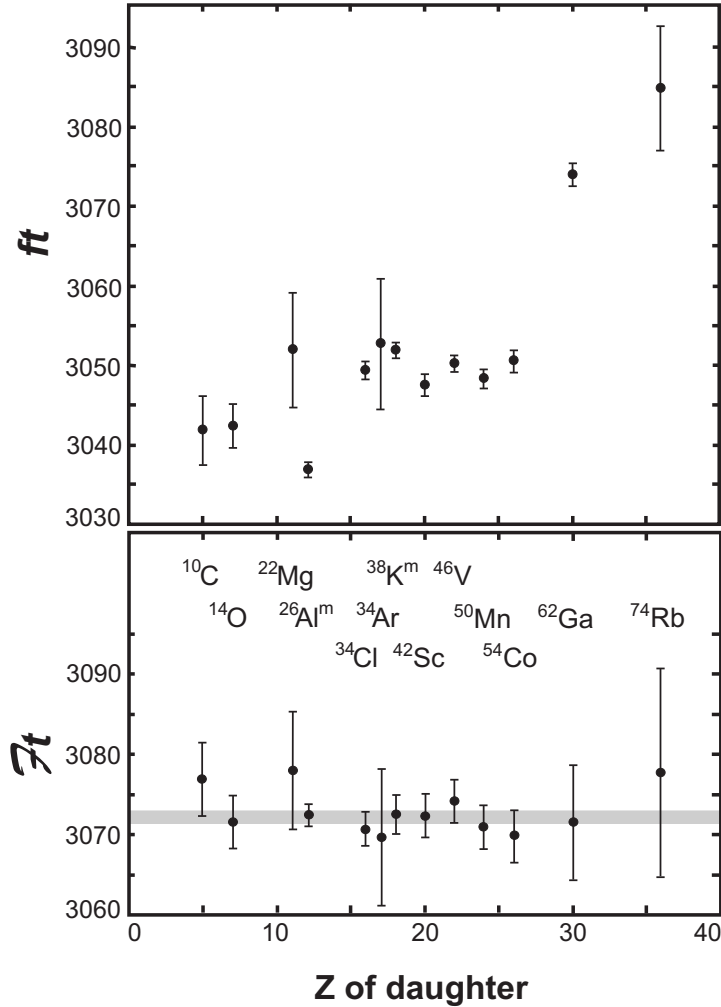 3090
3080
3070
3060
3050
3040
3030
ft
¹⁰C ²²Mg ³⁸Kᵐ ⁴⁶V
¹⁴O ²⁶Alᵐ ³⁴Ar ⁵⁰Mn ⁶²Ga ⁷⁴Rb
³⁴Cl ⁴²Sc ⁵⁴Co
3090
3080
3070
3060
ℱt
0 10 20 30 40
Z of daughter